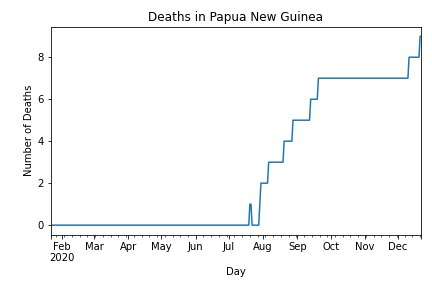 Deaths in Papua New Guinea
Number of Deaths
8
6
4
2
0
Feb Mar Apr May Jun Jul Aug Sep Oct Nov Dec
2020
Day